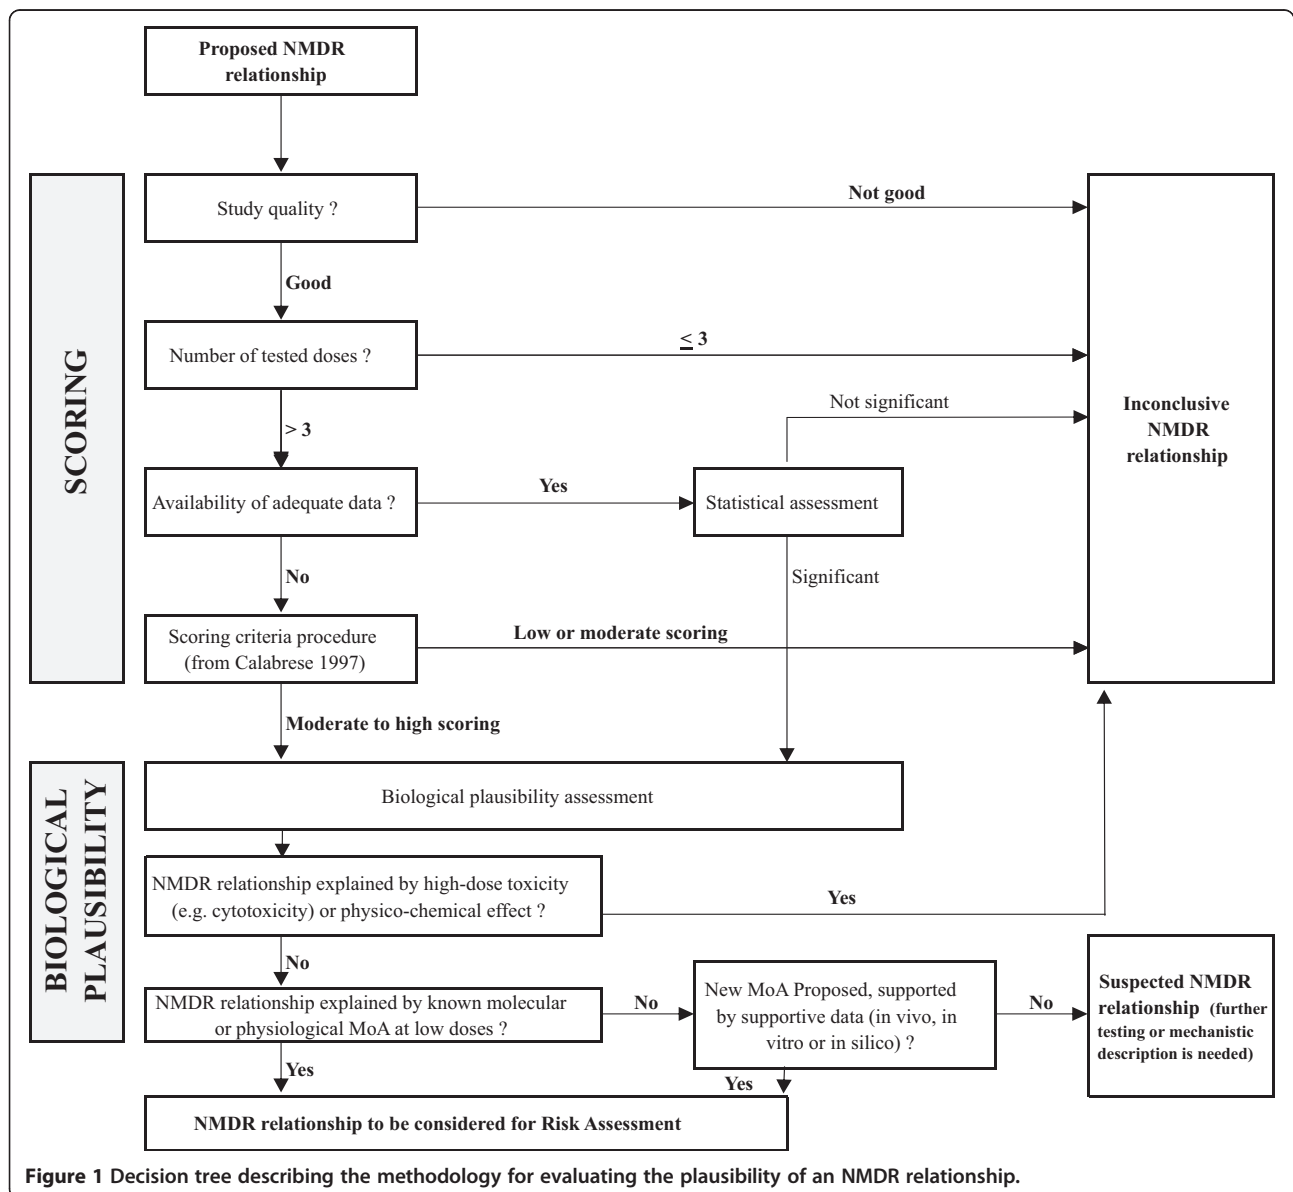 Proposed NMDR
relationship
SCORING
Study quality ?
Not good
Good
Number of tested doses ?
≤ 3
> 3
Not significant
Inconclusive
NMDR
relationship
Availability of adequate data ?
Yes
Statistical assessment
No
Significant
Scoring criteria procedure
(from Calabrese 1997)
Low or moderate scoring
Moderate to high scoring
BIOLOGICAL
PLAUSIBILITY
Biological plausibility assessment
NMDR relationship explained by high-dose toxicity
(e.g. cytotoxicity) or physico-chemical effect ?
Yes
No
NMDR relationship explained by known molecular
or physiological MoA at low doses ?
No
New MoA Proposed, supported
by supportive data (in vivo, in
vitro or in silico) ?
No
Suspected NMDR
relationship (further
testing or mechanistic
description is needed)
Yes
Yes
NMDR relationship to be considered for Risk Assessment
Figure 1 Decision tree describing the methodology for evaluating the plausibility of an NMDR relationship.